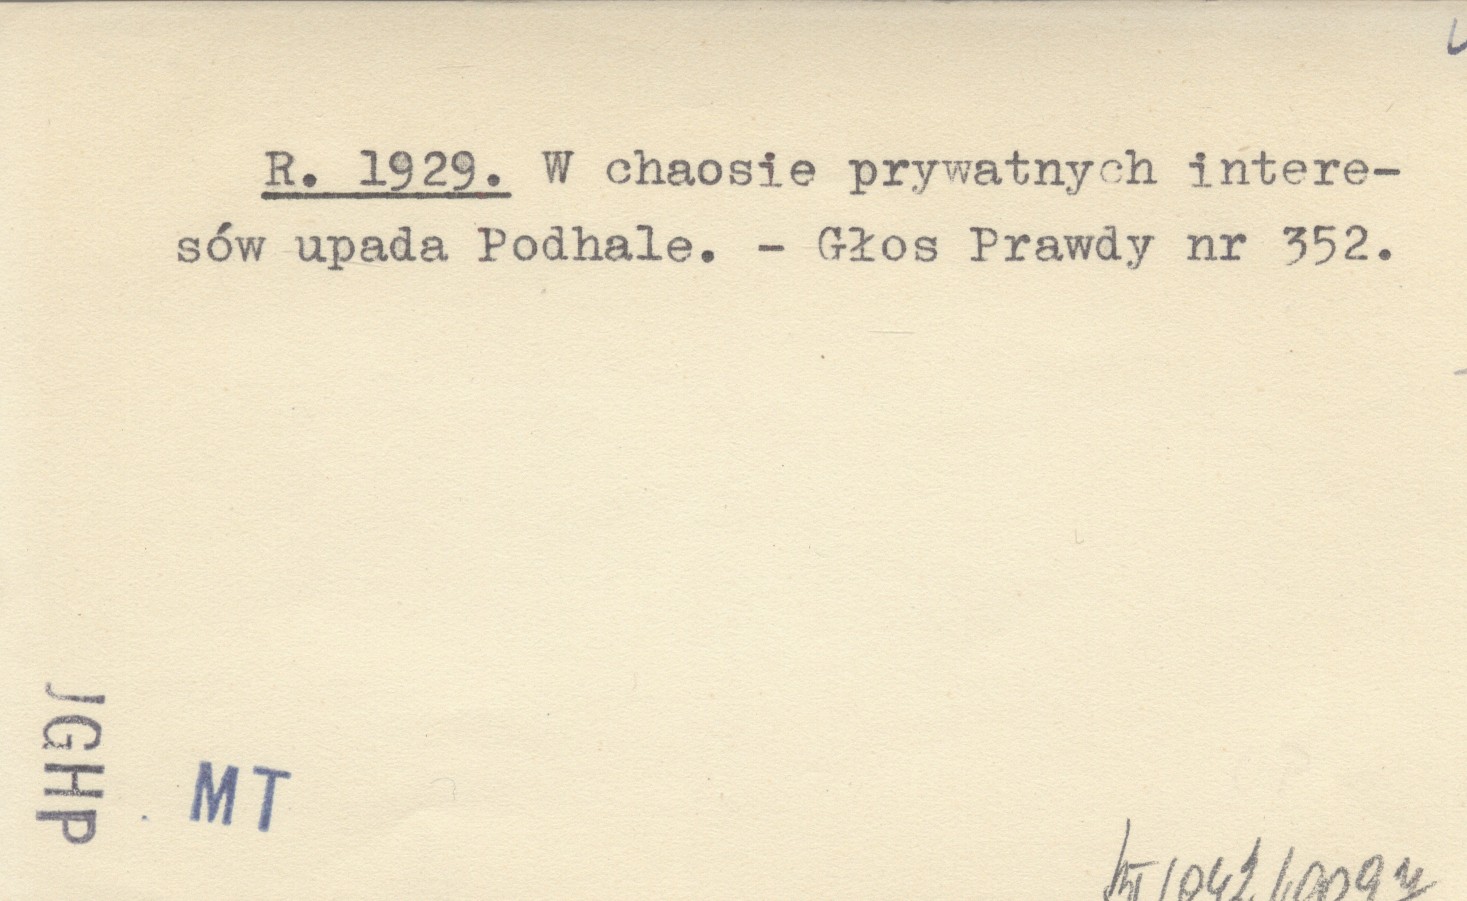 R. 1929. W chaosie prywatnych intere-
sów upada Podhale. - Głos Prawdy nr 352.
JGHP
MT